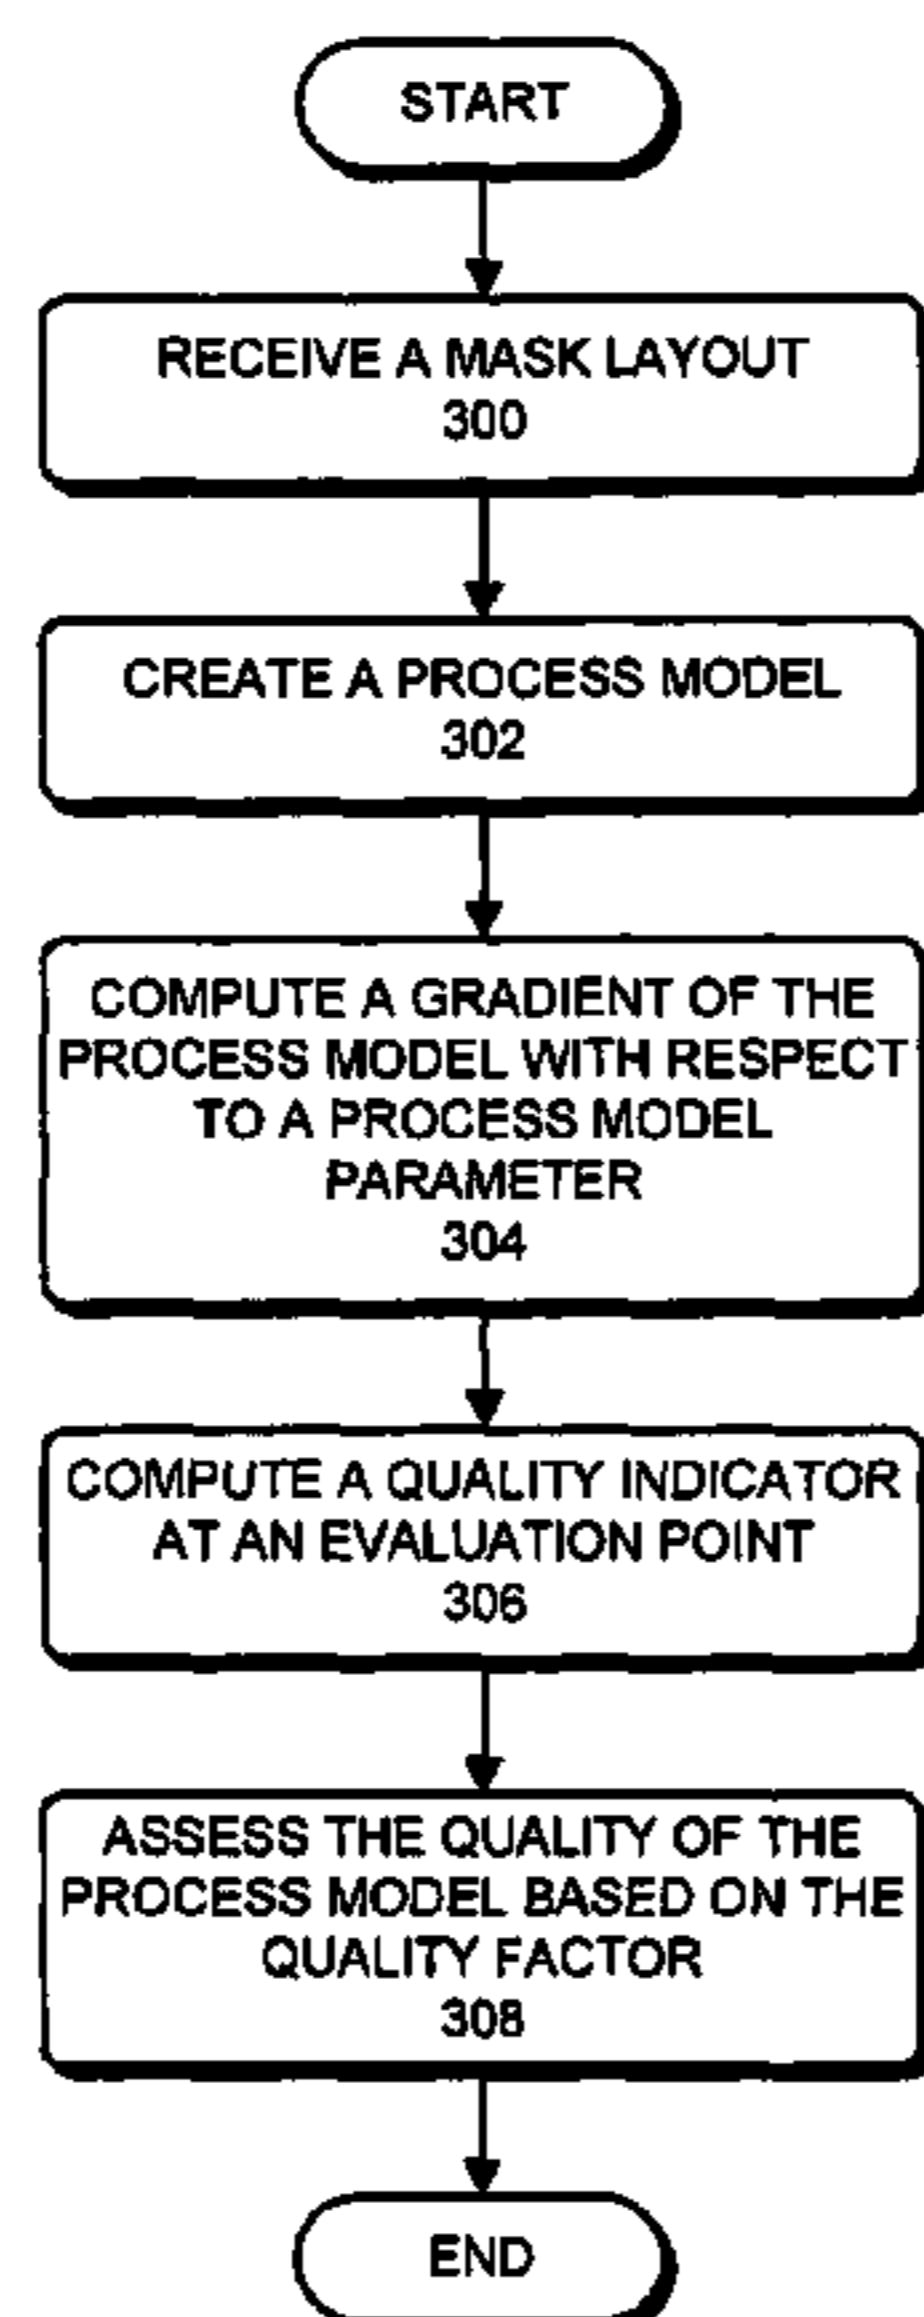 START
RECEIVE A MASK LAYOUT
300
CREATE A PROCESS MODEL
302
COMPUTE A GRADIENT OF THE
PROCESS MODEL WITH RESPECT
TO A PROCESS MODEL
PARAMETER
304
COMPUTE A QUALITY INDICATOR
AT AN EVALUATION POINT
306
ASSESS THE QUALITY OF THE
PROCESS MODEL BASED ON THE
QUALITY FACTOR
308
END